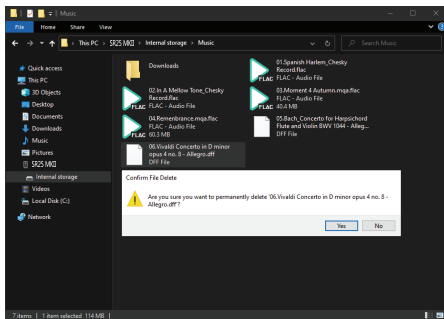 Music
File Home Share View
This PC > SR25 MKII > Internal storage > Music
Search Music
Quick access
This PC
3D Objects
Desktop
Documents
Downloads
Music
Pictures
SR25 MKII
Internal storage
Videos
Local Disk (C:)
Network
Downloads
01.Spanish Harlem_Chesky
Record.flac
FLAC - Audio File
FLAC
02.In A Mellow Tone_Chesky
Record.flac
FLAC - Audio File
FLAC
03.Moment 4 Autumn.mqa.flac
FLAC - Audio File
40.4 MB
FLAC
04.Remenbrance.mqa.flac
FLAC - Audio File
60.3 MB
FLAC
05.Bach_Concerto for Harpsichord
Flute and Violin BWV 1044 - Alleg...
DFF File
06.Vivaldi Concerto in D minor
opus 4 no. 8 - Allegro.dff
DFF File
Confirm File Delete
Are you sure you want to permanently delete '06.Vivaldi Concerto in D minor opus 4 no. 8 -
Allegro.dff'?
Yes No
7 items | 1 item selected 114 MB |